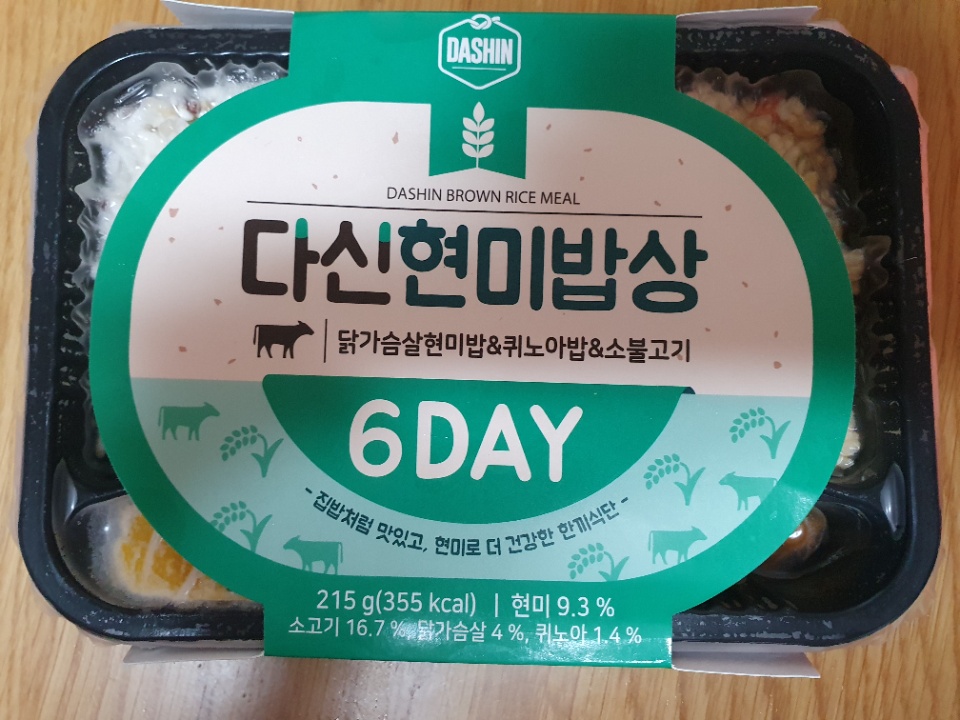 DASHIN
DASHIN BROWN RICE MEAL
다신현미밥상
닭가슴살현미밥&퀴노아밥&소불고기
6DAY
- 집밥처럼 맛있고, 현미로 더 건강한 한끼식단 -
215 g(355 kcal) | 현미 9.3 %
소고기 16.7 %, 닭가슴살 4 %, 퀴노아 1.4 %